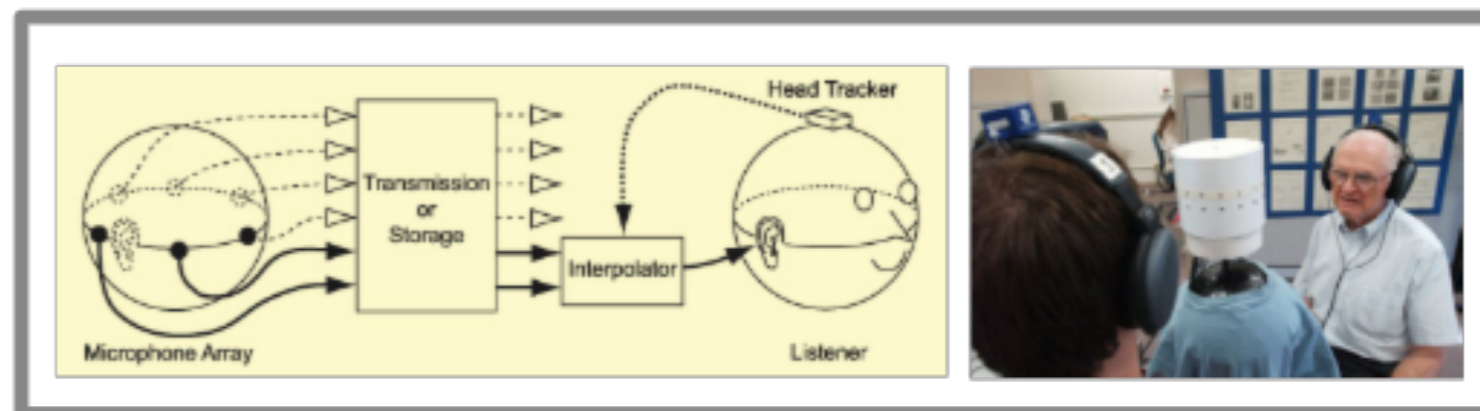 Head Tracker
Transmission
or
Storage
Interpolator
Microphone Array
Listener